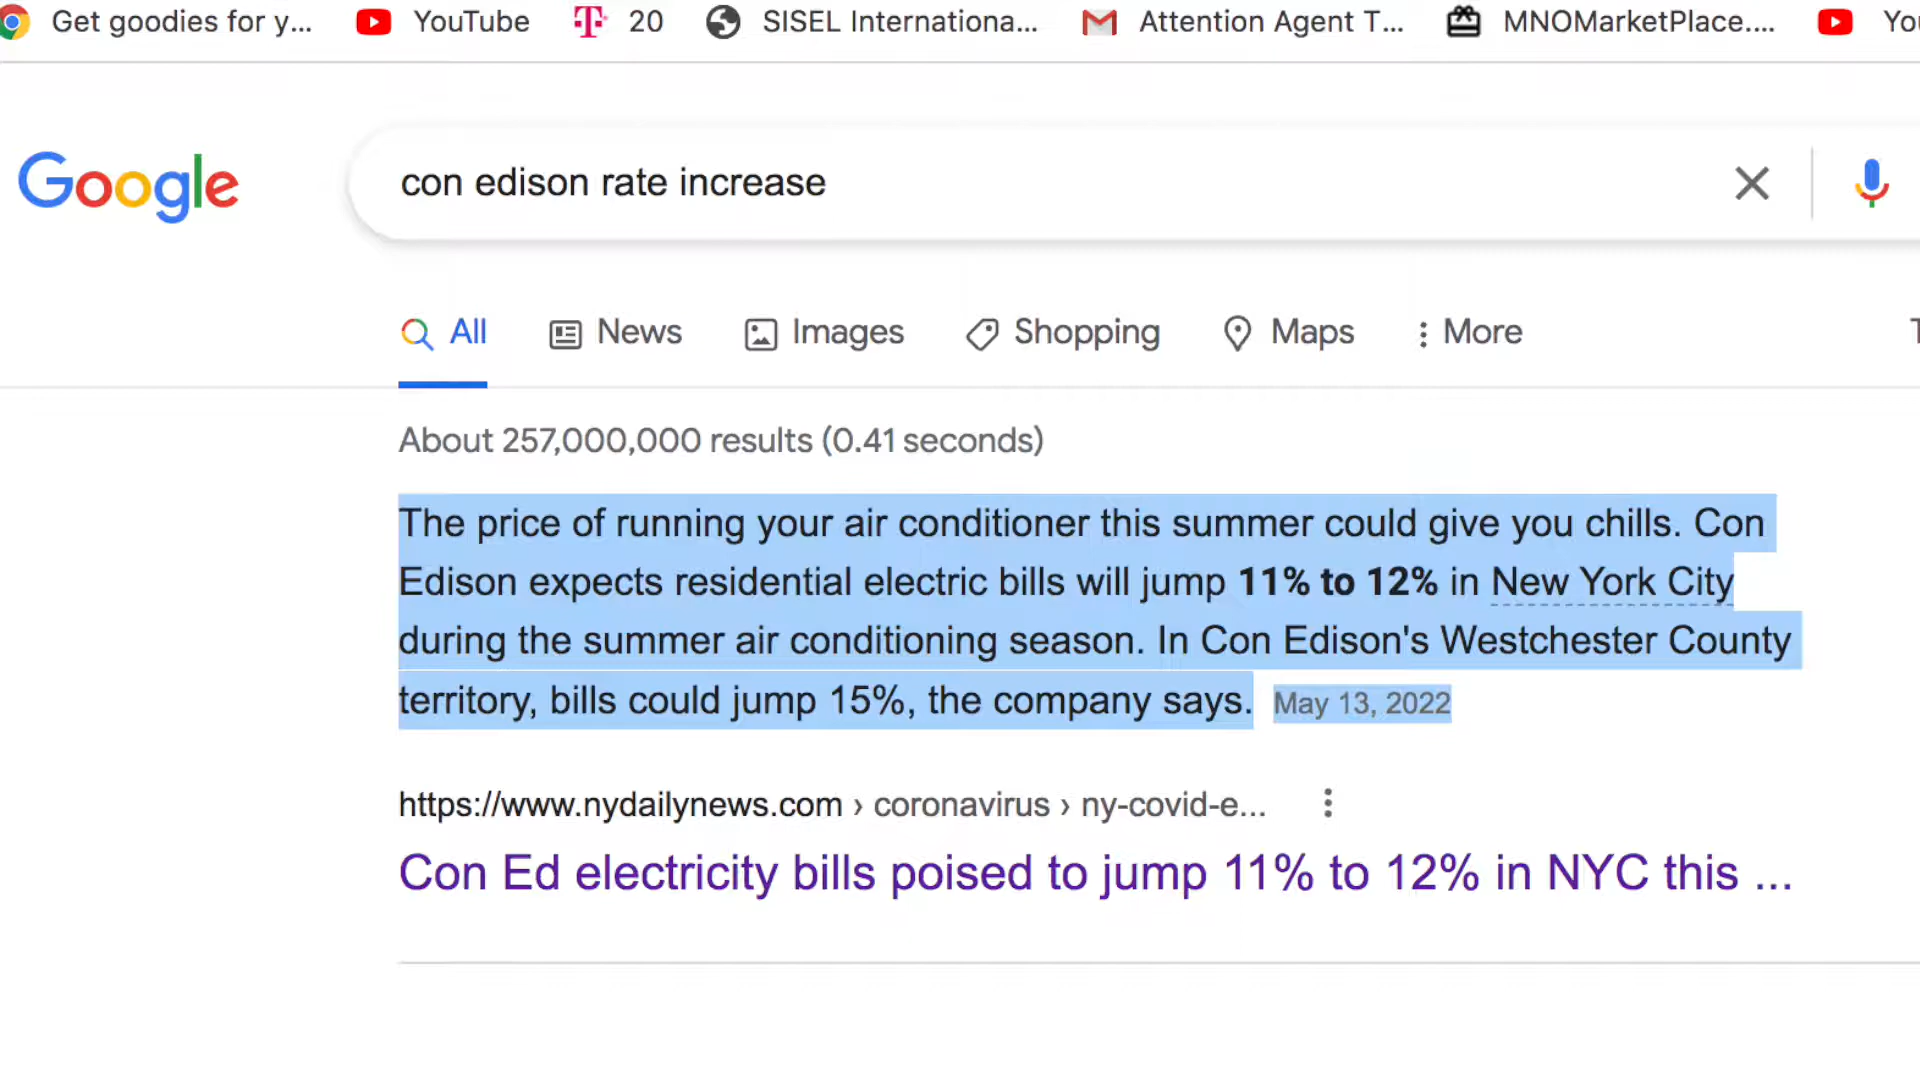 Get goodies for y... YouTube 20 SISEL Internationa... Attention Agent T... MNOMarketPlace.... You
Google con edison rate increase
All News Images Shopping Maps More T
About 257,000,000 results (0.41 seconds)
The price of running your air conditioner this summer could give you chills. Con
Edison expects residential electric bills will jump 11% to 12% in New York City
during the summer air conditioning season. In Con Edison's Westchester County
territory, bills could jump 15%, the company says. May 13, 2022
https://www.nydailynews.com › coronavirus › ny-covid-e...
Con Ed electricity bills poised to jump 11% to 12% in NYC this ...